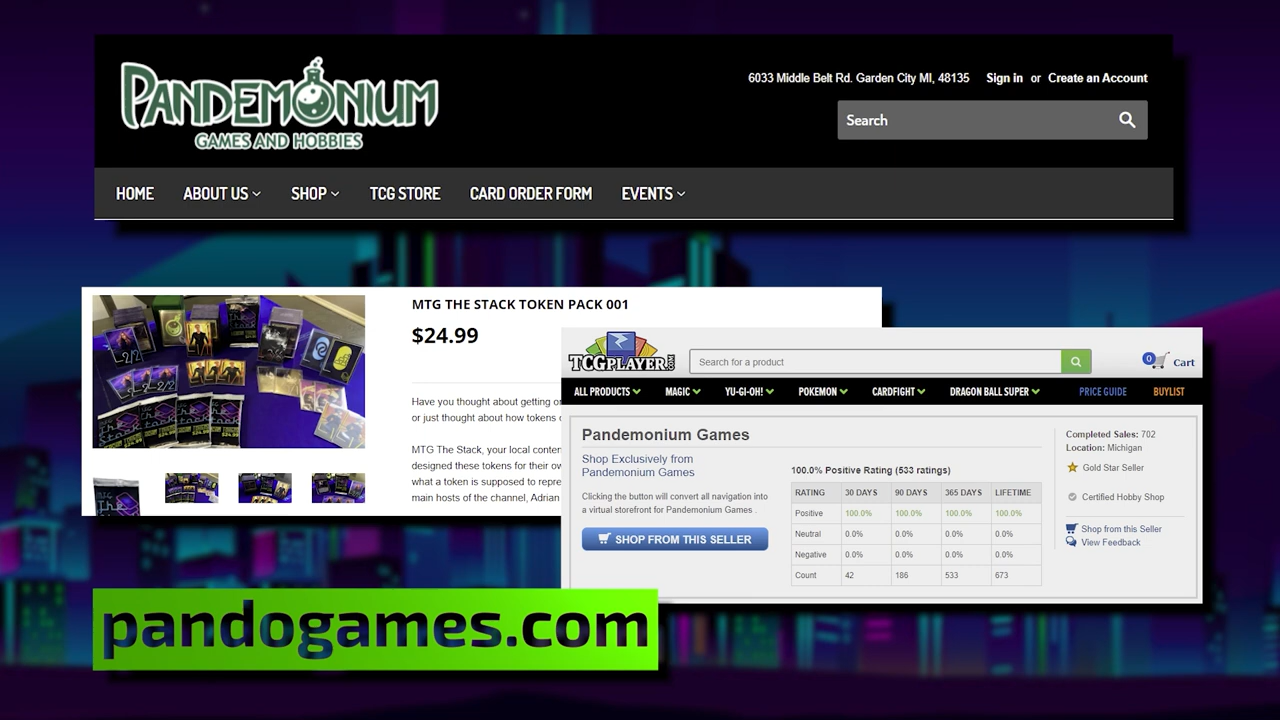 PANDEMONIUM
GAMES AND HOBBIES
6033 Middle Belt Rd. Garden City MI, 48135 Sign in or Create an Account
Search
HOME ABOUT US SHOP TCG STORE CARD ORDER FORM EVENTS
MTG THE STACK TOKEN PACK 001
$24.99
Have you thought about getting
or just thought about how tokens
MTG The Stack, your local
designed these tokens for their
what a token is supposed to
main hosts of the channel, Adrian
TCGPLAYER
Search for a product
0 Cart
ALL PRODUCTS MAGIC YU-GI-OH! POKEMON CARDFIGHT DRAGON BALL SUPER PRICE GUIDE BUYLIST
Pandemonium Games
Shop Exclusively from
Pandemonium Games
Clicking the button will convert all navigation into
a virtual storefront for Pandemonium Games .
SHOP FROM THIS SELLER
100.0% Positive Rating (533 ratings)
RATING 30 DAYS 90 DAYS 365 DAYS LIFETIME
Positive 100.0% 100.0% 100.0% 100.0%
Neutral 0.0% 0.0% 0.0% 0.0%
Negative 0.0% 0.0% 0.0% 0.0%
Count 42 186 533 673
Completed Sales: 702
Location: Michigan
Gold Star Seller
Certified Hobby Shop
Shop from this Seller
View Feedback
pandogames.com